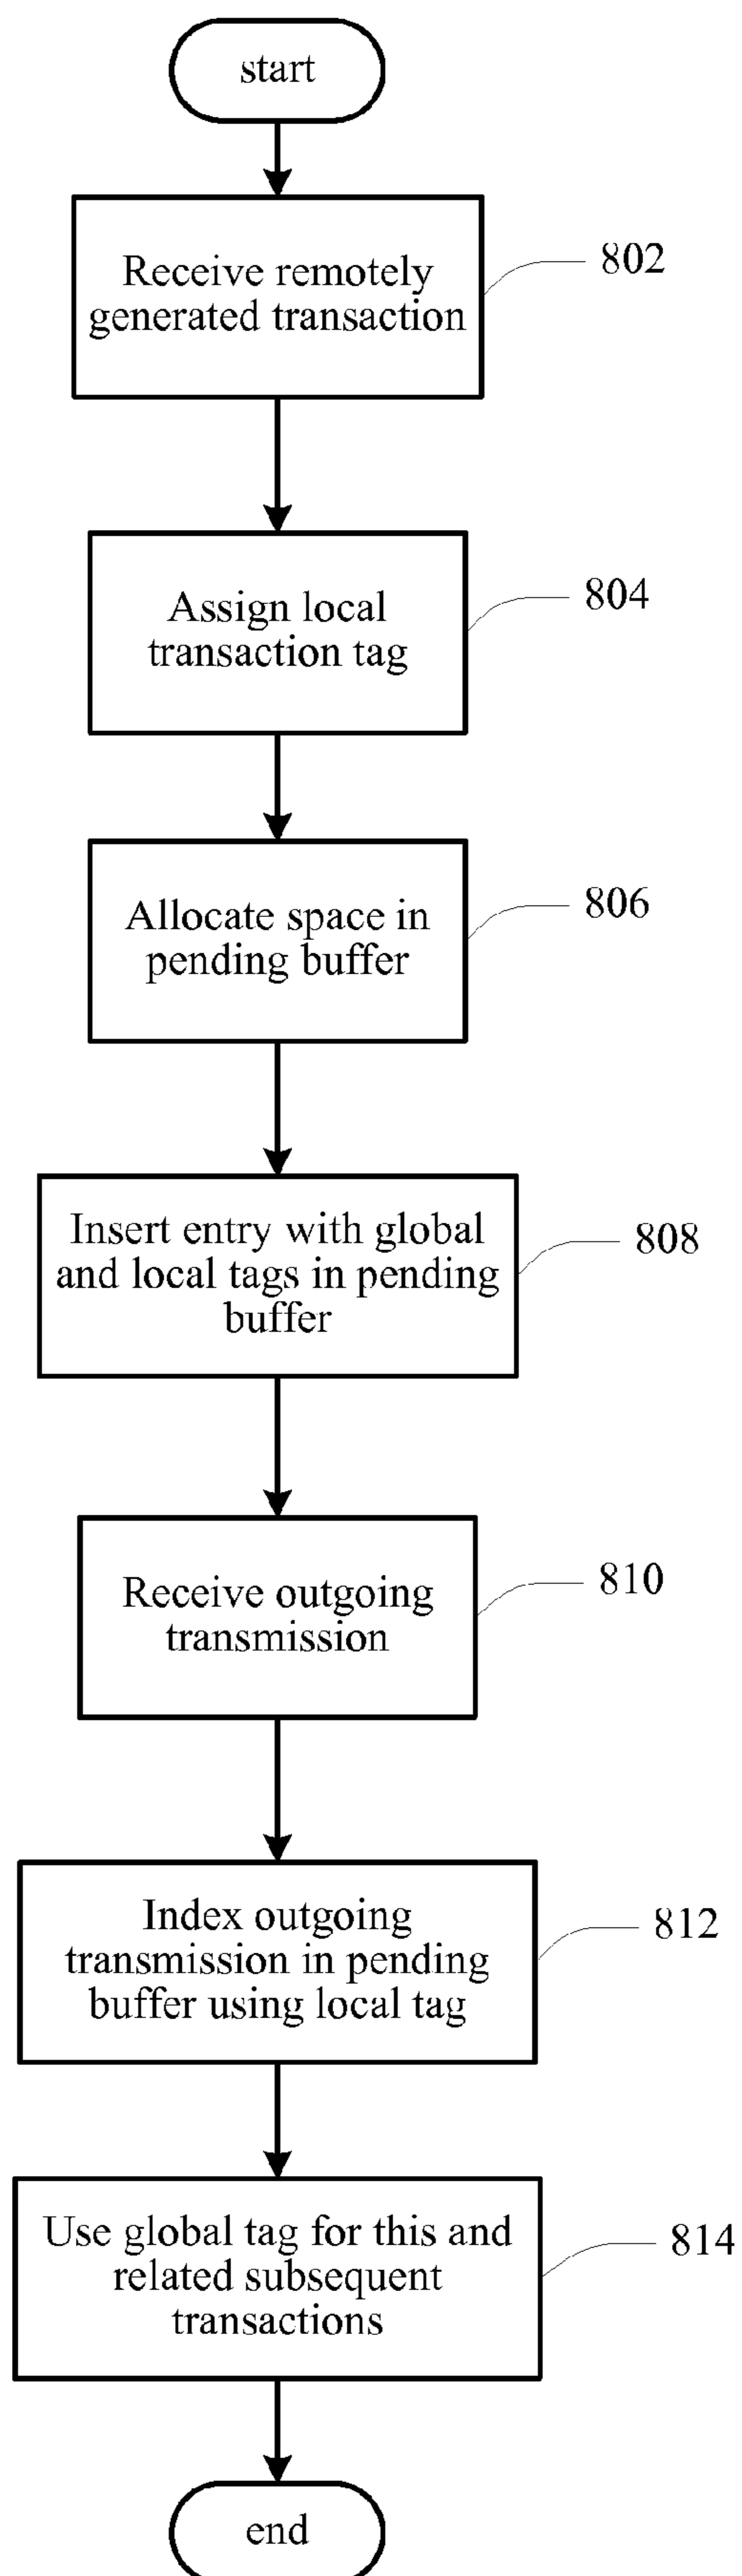 start
Receive remotely
generated transaction
802
Assign local
transaction tag
804
Allocate space in
pending buffer
806
Insert entry with global
and local tags in pending
buffer
808
Receive outgoing
transmission
810
Index outgoing
transmission in pending
buffer using local tag
812
Use global tag for this and
related subsequent
transactions
814
end